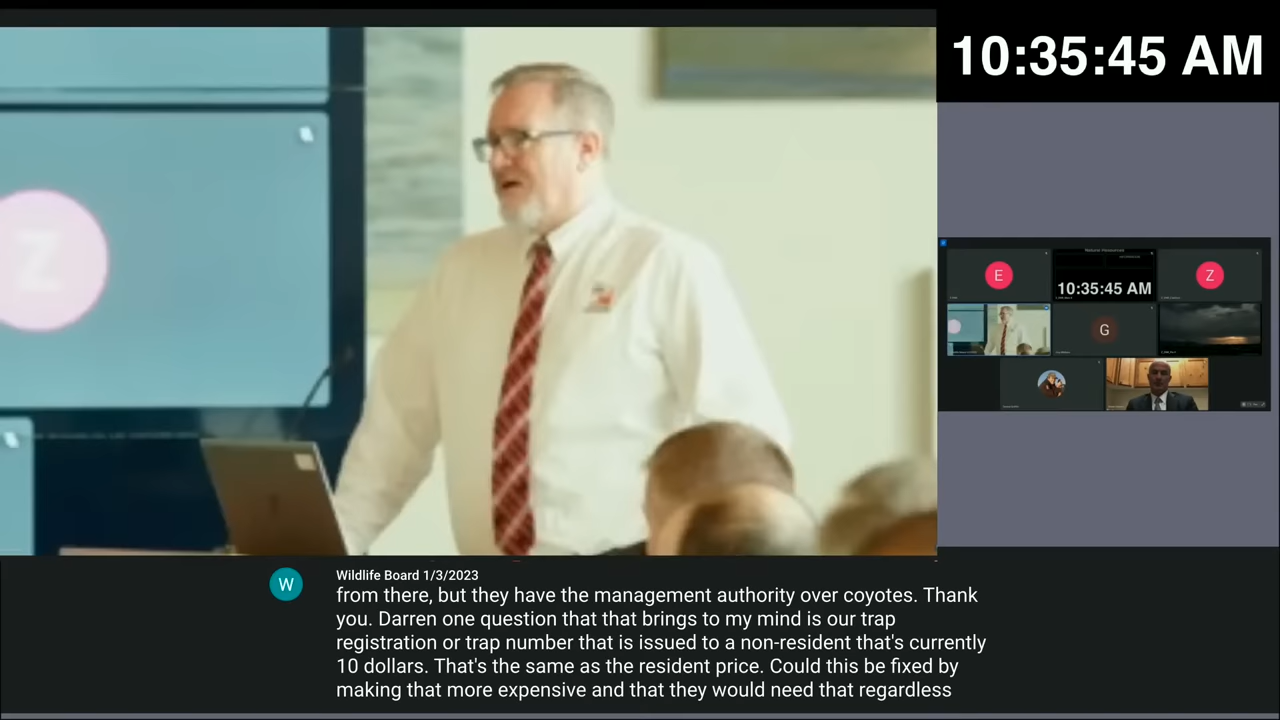 10:35:45 AM
Z
E
10:35:45 AM
Z
G
W
Wildlife Board 1/3/2023
from there, but they have the management authority over coyotes. Thank
you. Darren one question that that brings to my mind is our trap
registration or trap number that is issued to a non-resident that's currently
10 dollars. That's the same as the resident price. Could this be fixed by
making that more expensive and that they would need that regardless